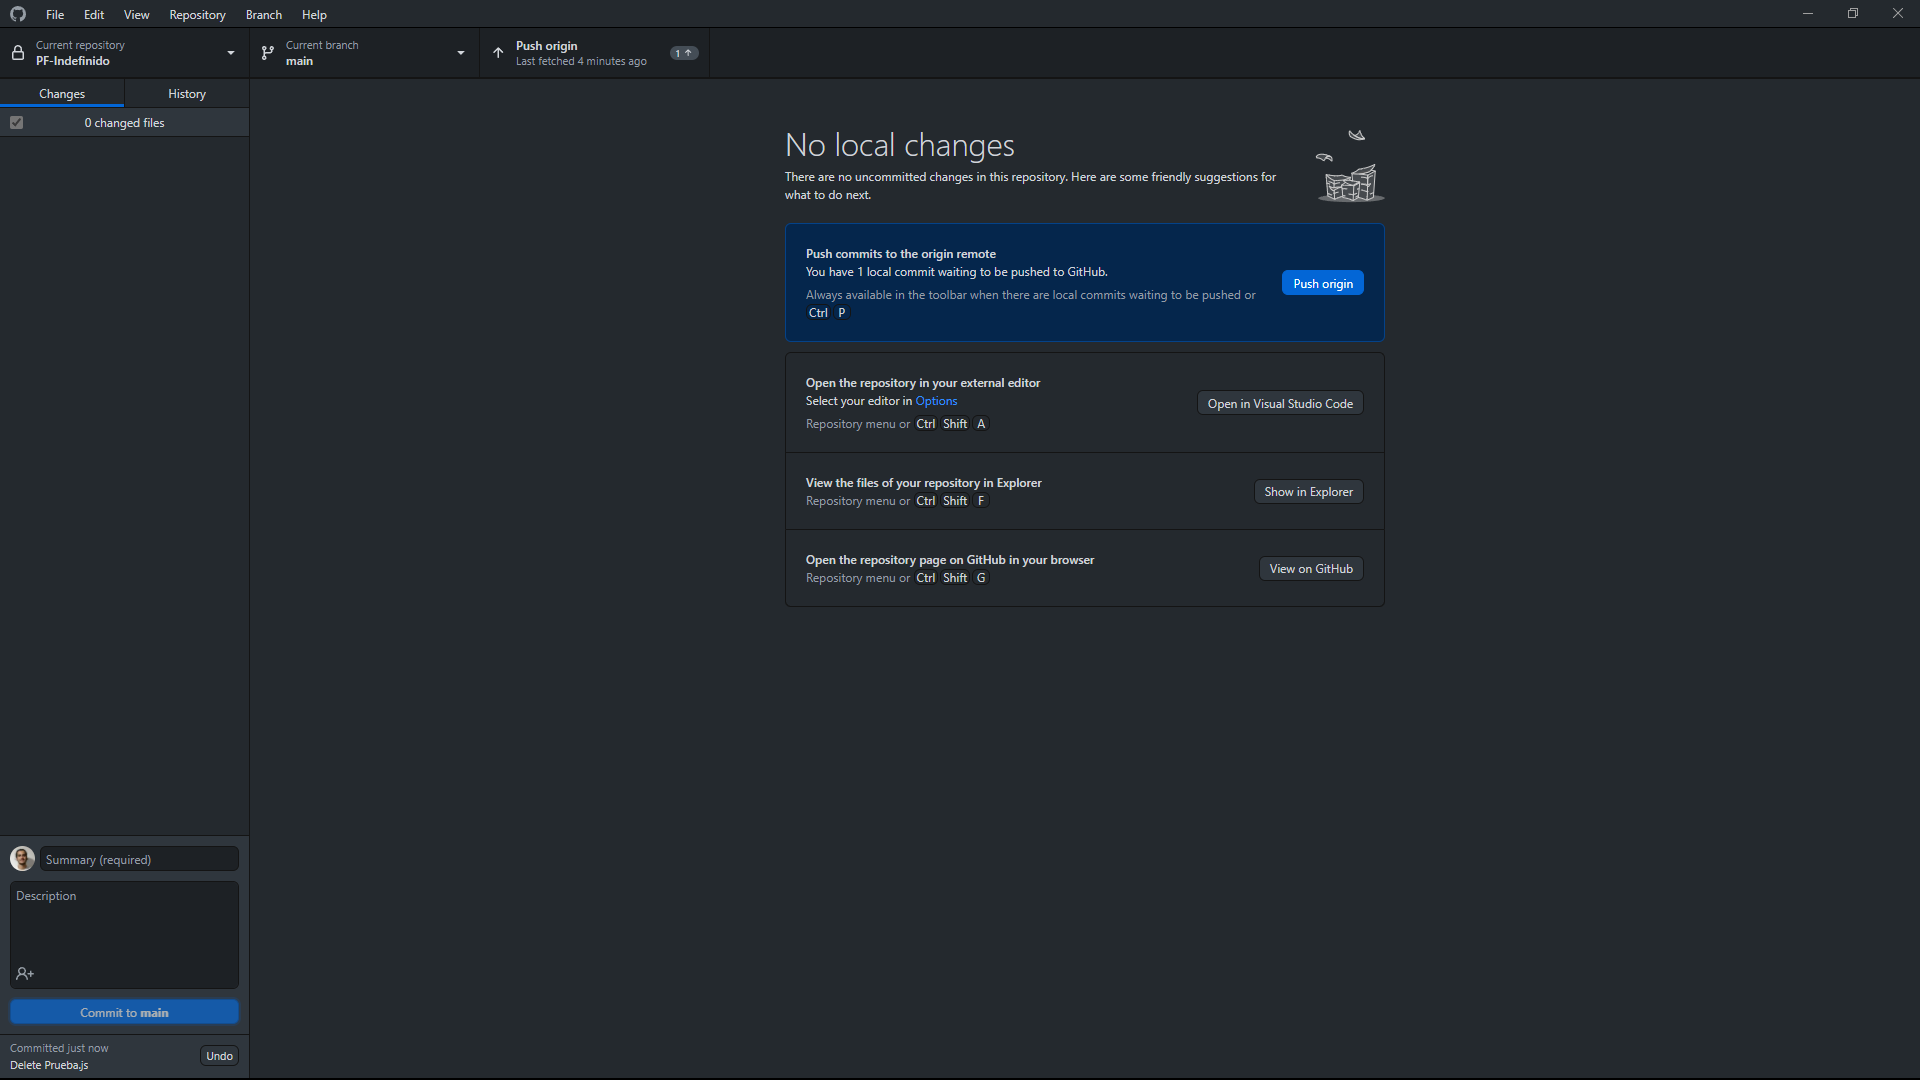 File Edit View Repository Branch Help
Current repository
PF-Indefinido
Current branch
main
Push origin
Last fetched 4 minutes ago
1
Changes
History
0 changed files
No local changes
There are no uncommitted changes in this repository. Here are some friendly suggestions for
what to do next.
Push commits to the origin remote
You have 1 local commit waiting to be pushed to GitHub.
Always available in the toolbar when there are local commits waiting to be pushed or
Ctrl P
Push origin
Open the repository in your external editor
Select your editor in Options
Repository menu or Ctrl Shift A
Open in Visual Studio Code
View the files of your repository in Explorer
Repository menu or Ctrl Shift F
Show in Explorer
Open the repository page on GitHub in your browser
Repository menu or Ctrl Shift G
View on GitHub
Summary (required)
Description
Commit to main
Committed just now
Delete Prueba.js
Undo